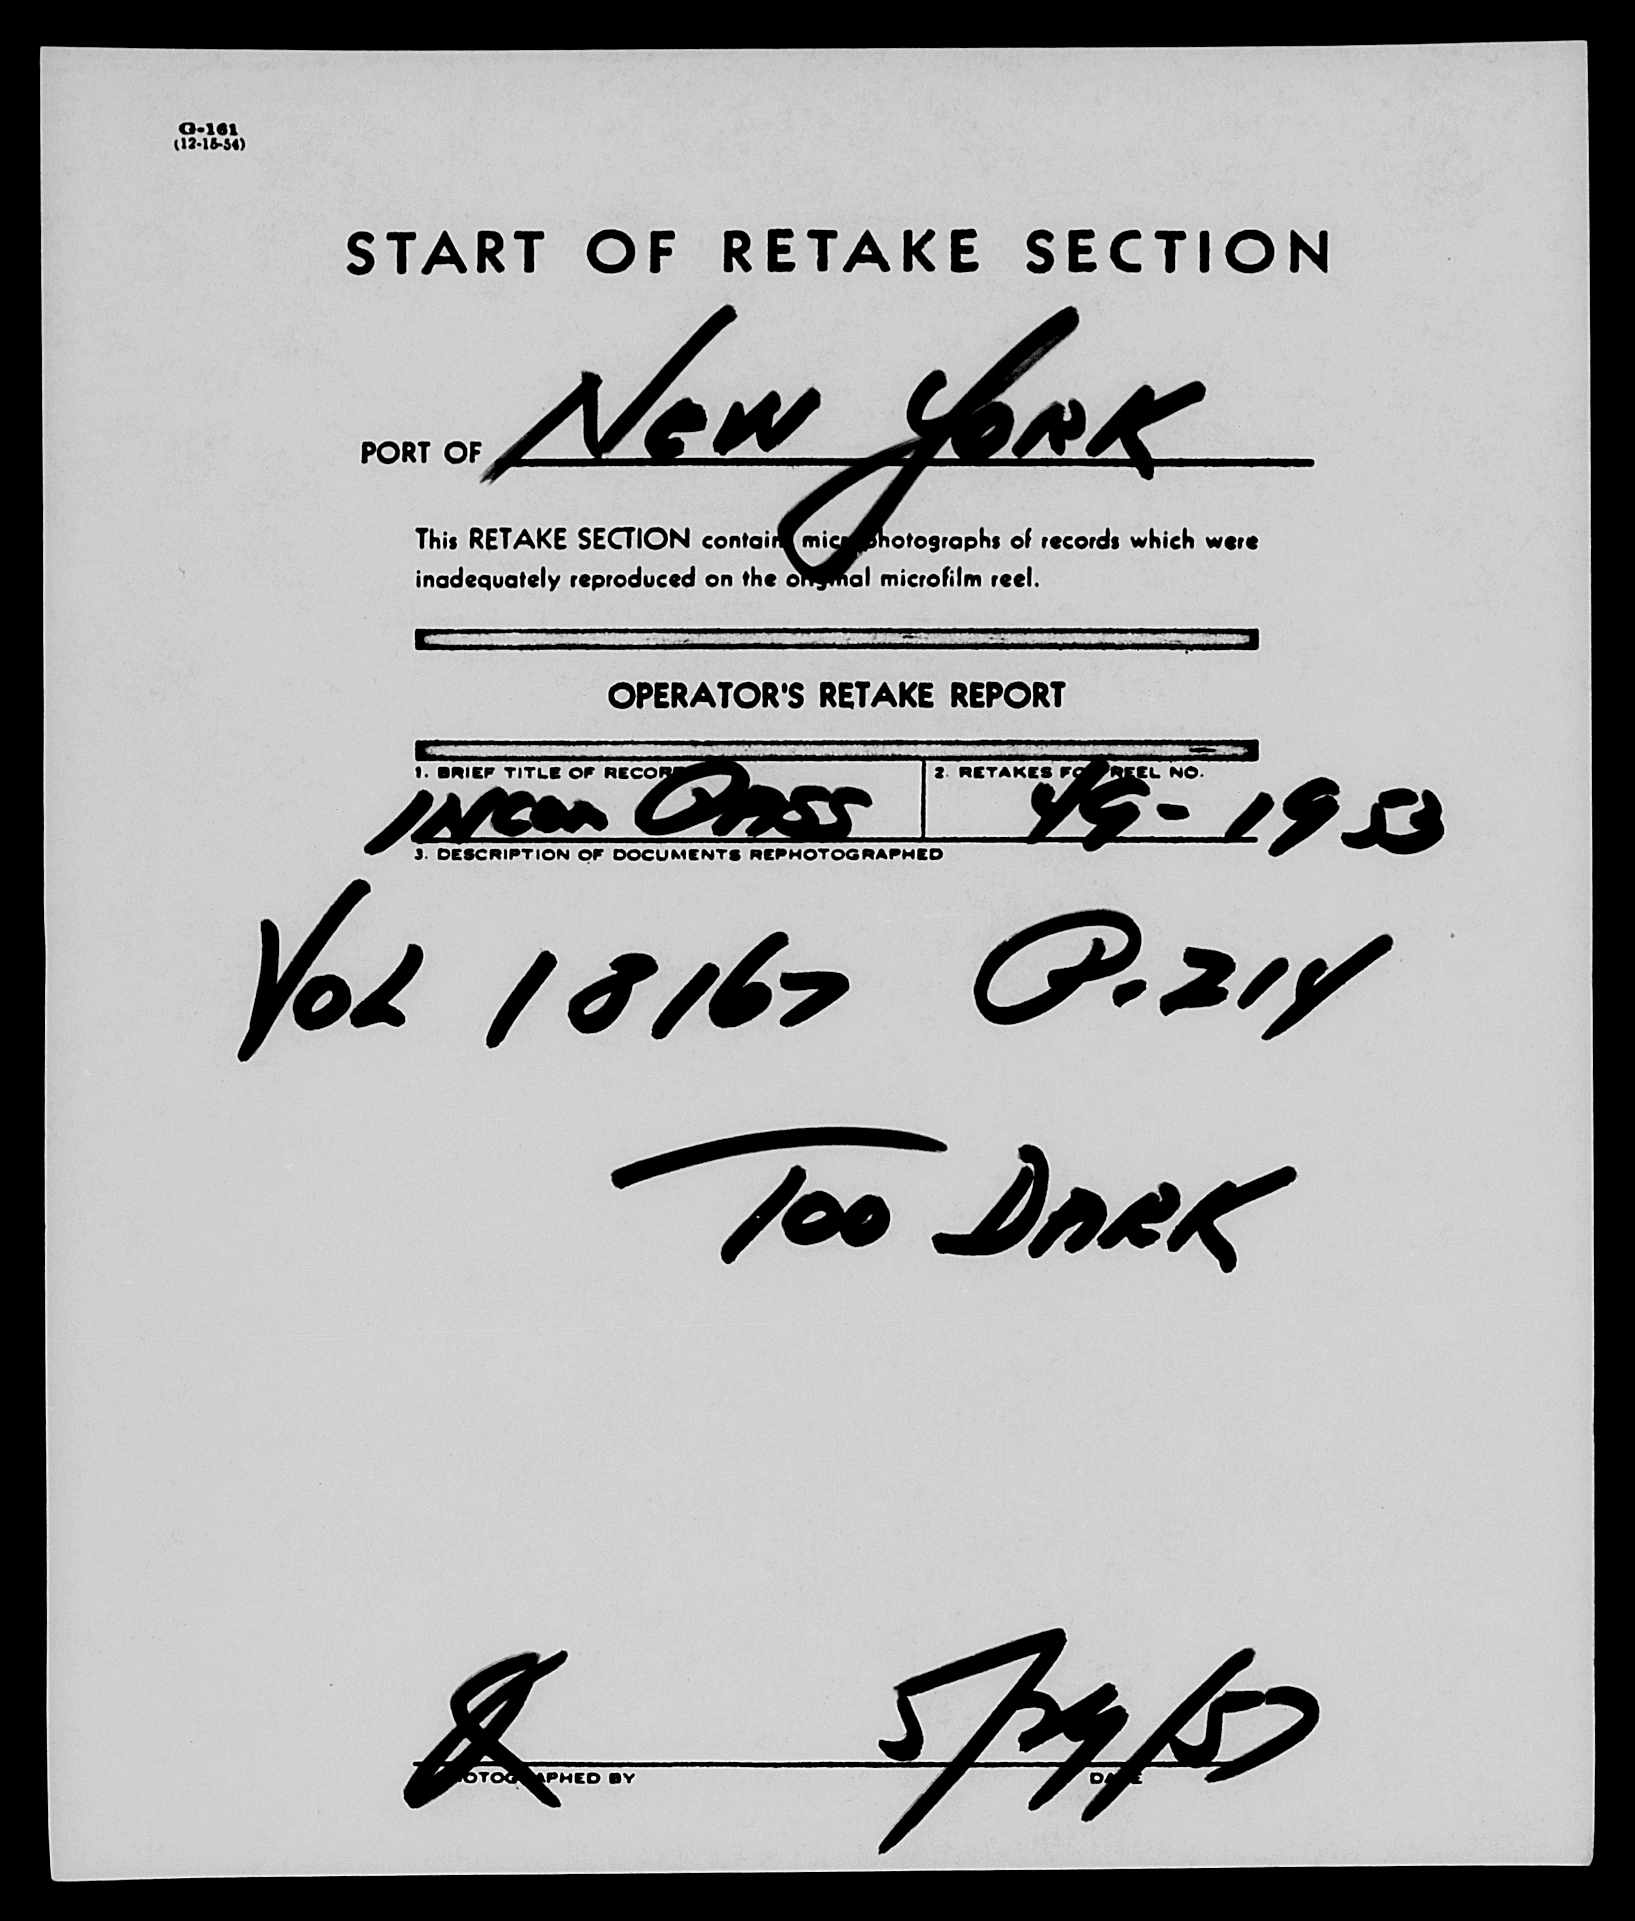 G-161
(12-15-54)
START OF RETAKE SECTION
PORT OF New York
This RETAKE SECTION contains microphotographs of records which were
inadequately reproduced on the original microfilm reel.
OPERATOR'S RETAKE REPORT
1. BRIEF TITLE OF RECORD 2. RETAKES FOR REEL NO.
INCOM PASS 49-1953
3. DESCRIPTION OF DOCUMENTS REPHOTOGRAPHED
VOL 18167 P.214
TOO DARK
5/29/57
PHOTOGRAPHED BY DATE